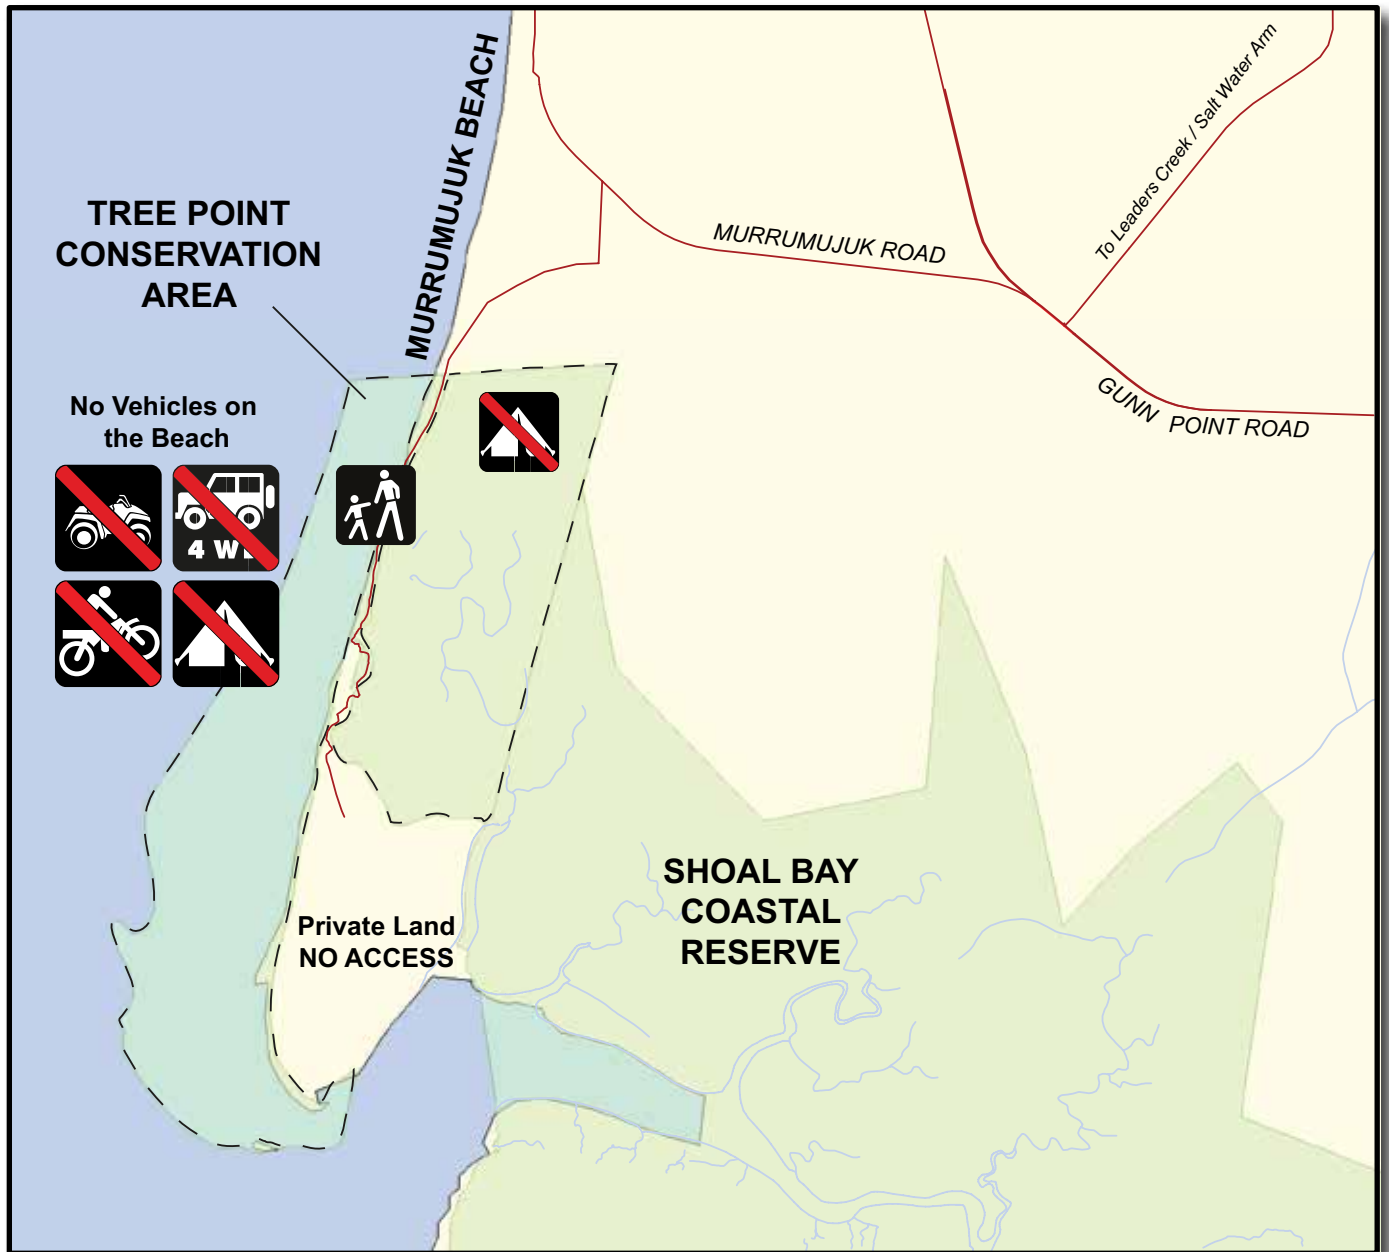 MURRUMUJUK BEACH
To Leaders Creek / Salt Water Arm
TREE POINT
CONSERVATION
AREA
MURRUMUJUK ROAD
No Vehicles on
the Beach
GUNN POINT ROAD
4 W
SHOAL BAY
COASTAL
RESERVE
Private Land
NO ACCESS